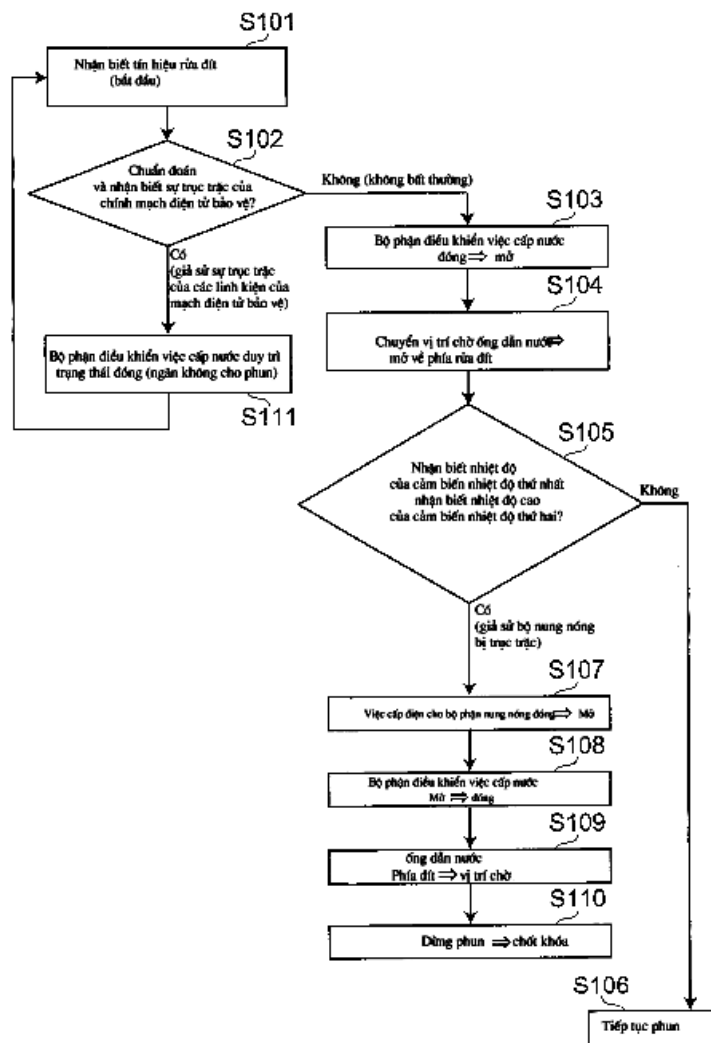 S101
Nhận biết tín hiệu rửa đít
(bắt đầu)
S102
Chuẩn đoán
và nhận biết sự trục trặc của
chính mạch điện tử bảo vệ?
Không (không bất thường)
Có
(giả sử sự trục trặc
của các linh kiện của
mạch điện tử bảo vệ)
Bộ phận điều khiển việc cấp nước duy trì
trạng thái đóng (ngăn không cho phun)
S111
S103
Bộ phận điều khiển việc cấp nước
đóng ⇒ mở
S104
Chuyển vị trí chờ ống dẫn nước⇒
mở về phía rửa đít
S105
Nhận biết nhiệt độ
của cảm biến nhiệt độ thứ nhất
nhận biết nhiệt độ cao
của cảm biến nhiệt độ thứ hai?
Không
Có
(giả sử bộ nung nóng
bị trục trặc)
S107
Việc cấp điện cho bộ phận nung nóng đóng⇒ Mở
S108
Bộ phận điều khiển việc cấp nước
Mở ⇒ đóng
S109
ống dẫn nước
Phía đít ⇒ vị trí chờ
S110
Dừng phun ⇒ chốt khóa
S106
Tiếp tục phun